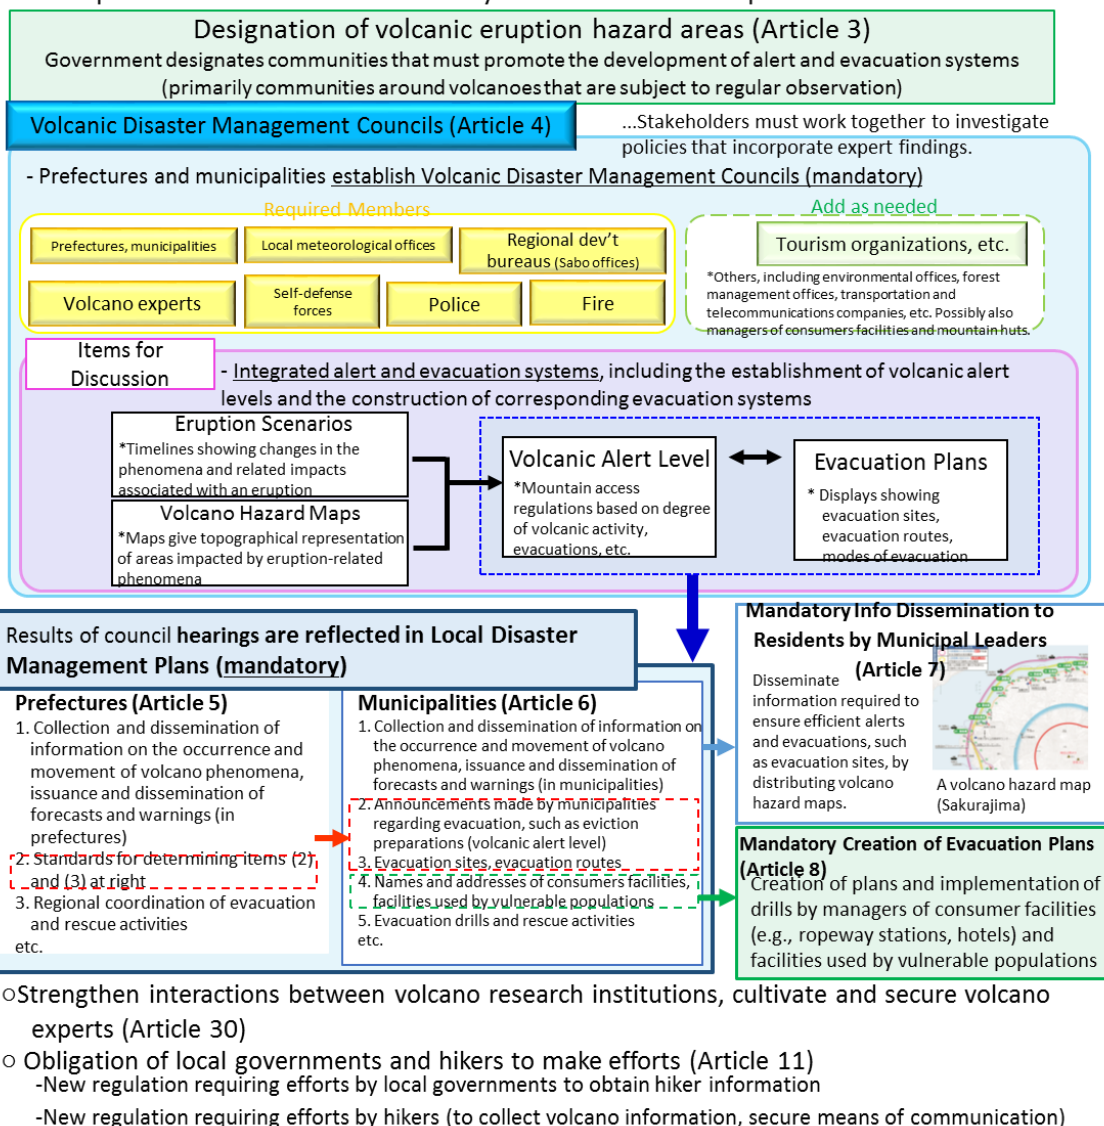 Designation of volcanic eruption hazard areas (Article 3)
Government designates communities that must promote the development of alert and evacuation systems
(primarily communities around volcanoes that are subject to regular observation)
Volcanic Disaster Management Councils (Article 4)
...Stakeholders must work together to investigate
policies that incorporate expert findings.
- Prefectures and municipalities establish Volcanic Disaster Management Councils (mandatory)
Required Members
Add as needed
Prefectures, municipalities
Local meteorological offices
Regional dev't
bureaus (Sabo offices)
Volcano experts
Self-defense
forces
Police
Fire
Tourism organizations, etc.
*Others, including environmental offices, forest
management offices, transportation and
telecommunications companies, etc. Possibly also
managers of consumers facilities and mountain huts.
Items for
Discussion
- Integrated alert and evacuation systems, including the establishment of volcanic alert
levels and the construction of corresponding evacuation systems
Eruption Scenarios
*Timelines showing changes in the
phenomena and related impacts
associated with an eruption
Volcano Hazard Maps
*Maps give topographical representation
of areas impacted by eruption-related
phenomena
Volcanic Alert Level
*Mountain access
regulations based on degree
of volcanic activity,
evacuations, etc.
Evacuation Plans
* Displays showing
evacuation sites,
evacuation routes,
modes of evacuation
Results of council hearings are reflected in Local Disaster
Management Plans (mandatory)
Prefectures (Article 5)
1. Collection and dissemination of
information on the occurrence and
movement of volcano phenomena,
issuance and dissemination of
forecasts and warnings (in
prefectures)
2. Standards for determining items (2)
and (3) at right
3. Regional coordination of evacuation
and rescue activities
etc.
Municipalities (Article 6)
1. Collection and dissemination of information on
the occurrence and movement of volcano
phenomena, issuance and dissemination of
forecasts and warnings (in municipalities)
2. Announcements made by municipalities
regarding evacuation, such as eviction
preparations (volcanic alert level)
3. Evacuation sites, evacuation routes
4. Names and addresses of consumers facilities,
facilities used by vulnerable populations
5. Evacuation drills and rescue activities
etc.
Mandatory Info Dissemination to
Residents by Municipal Leaders
(Article 7)
Disseminate
information required to
ensure efficient alerts
and evacuations, such
as evacuation sites, by
distributing volcano
hazard maps.
A volcano hazard map
(Sakurajima)
Mandatory Creation of Evacuation Plans
(Article 8)
Creation of plans and implementation of
drills by managers of consumer facilities
(e.g., ropeway stations, hotels) and
facilities used by vulnerable populations
○Strengthen interactions between volcano research institutions, cultivate and secure volcano
experts (Article 30)
○ Obligation of local governments and hikers to make efforts (Article 11)
-New regulation requiring efforts by local governments to obtain hiker information
-New regulation requiring efforts by hikers (to collect volcano information, secure means of communication)